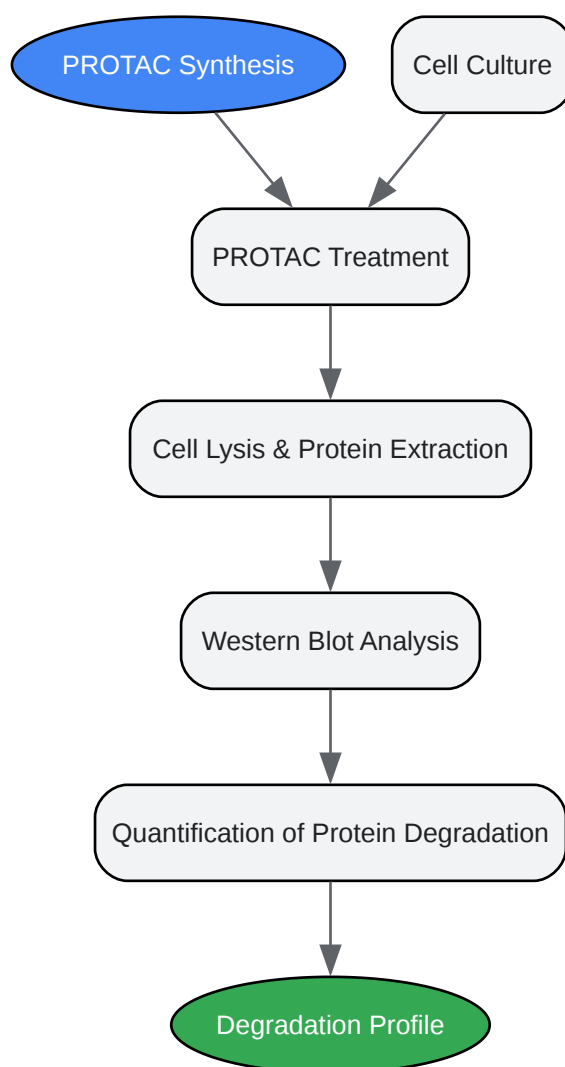 PROTAC Synthesis
Cell Culture
PROTAC Treatment
Cell Lysis & Protein Extraction
Western Blot Analysis
Quantification of Protein Degradation
Degradation Profile